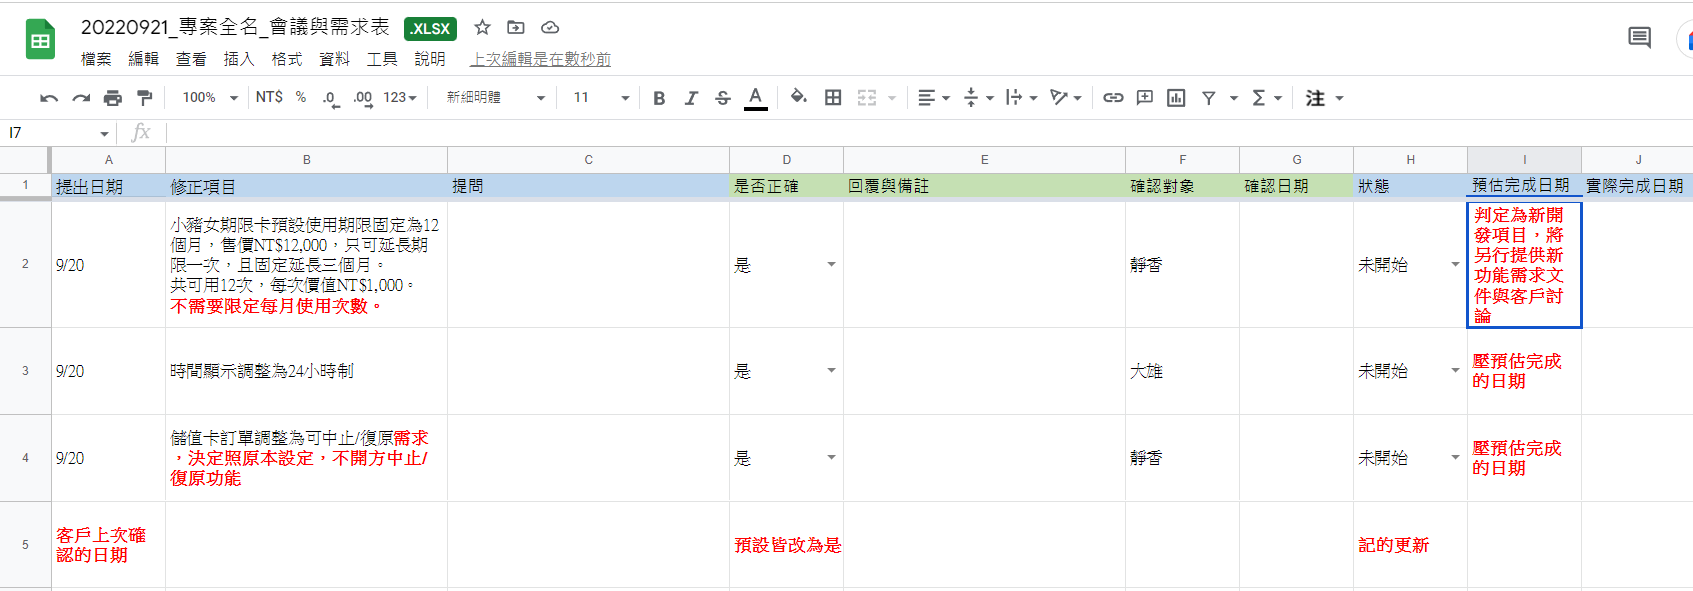 20220921_專案全名_會議與需求表 .XLSX
檔案 編輯 查看 插入 格式 資料 工具 說明 上次編輯是在數秒前
100% NT$ % .0 .00 123 新細明體 11 B I S A Σ 注
I7 fx
A B C D E F G H I J
1 提出日期 修正項目 提問 是否正確 回覆與備註 確認對象 確認日期 狀態 預估完成日期 實際完成日期
2
9/20
小豬女期限卡預設使用期限固定為12
個月，售價NT$12,000，只可延長期
限一次，且固定延長三個月。
共可用12次，每次價值NT$1,000。
不需要限定每月使用次數。
是
靜香
未開始
判定為新開
發項目，將
另行提供新
功能需求文
件與客戶討
論
3
9/20
時間顯示調整為24小時制
是
大雄
未開始
壓預估完成
的日期
4
9/20
儲值卡訂單調整為可中止/復原需求
，決定照原本設定，不開方中止/
復原功能
是
靜香
未開始
壓預估完成
的日期
5
客戶上次確
認的日期
預設皆改為是
記的更新